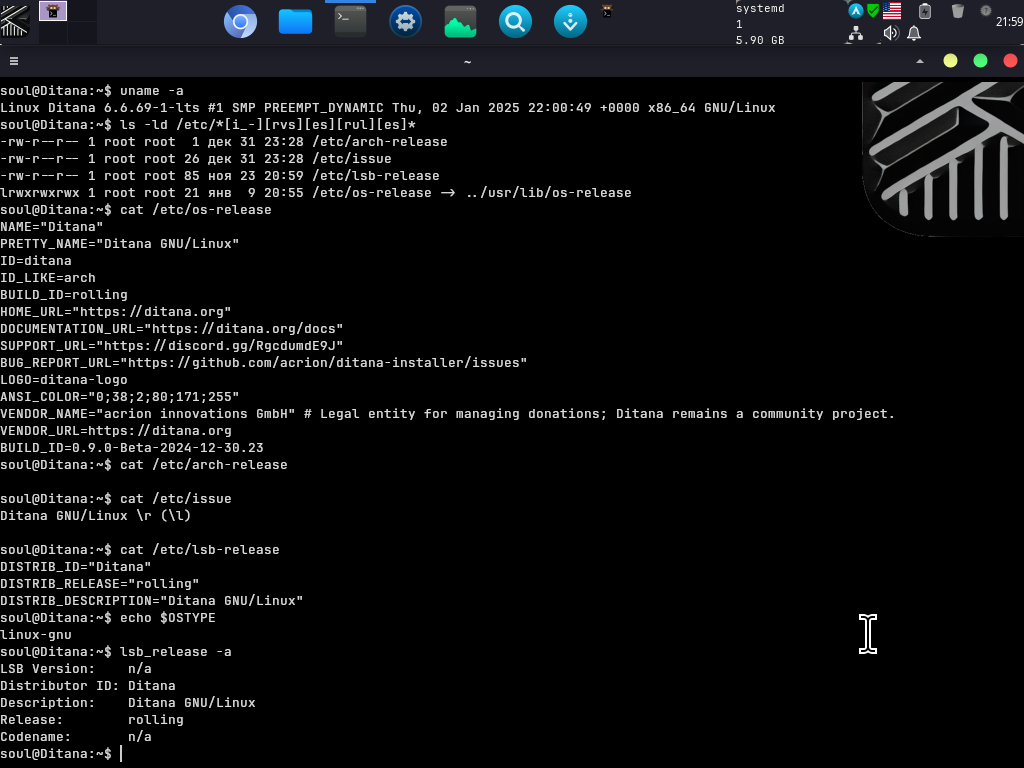 systemd
1
5.90 GB
21:59
~
soul@Ditana:~$ uname -a
Linux Ditana 6.6.69-1-lts #1 SMP PREEMPT_DYNAMIC Thu, 02 Jan 2025 22:00:49 +0000 x86_64 GNU/Linux
soul@Ditana:~$ ls -ld /etc/*[i_-][rvs][es][rul][es]*
-rw-r--r-- 1 root root  1 дек 31 23:28 /etc/arch-release
-rw-r--r-- 1 root root 26 дек 31 23:28 /etc/issue
-rw-r--r-- 1 root root 85 ноя 23 20:59 /etc/lsb-release
lrwxrwxrwx 1 root root 21 янв  9 20:55 /etc/os-release -> ../usr/lib/os-release
soul@Ditana:~$ cat /etc/os-release
NAME="Ditana"
PRETTY_NAME="Ditana GNU/Linux"
ID=ditana
ID_LIKE=arch
BUILD_ID=rolling
HOME_URL="https://ditana.org"
DOCUMENTATION_URL="https://ditana.org/docs"
SUPPORT_URL="https://discord.gg/RgcdumdE9J"
BUG_REPORT_URL="https://github.com/acrion/ditana-installer/issues"
LOGO=ditana-logo
ANSI_COLOR="0;38;2;80;171;255"
VENDOR_NAME="acrion innovations GmbH" # Legal entity for managing donations; Ditana remains a community project.
VENDOR_URL=https://ditana.org
BUILD_ID=0.9.0-Beta-2024-12-30.23
soul@Ditana:~$ cat /etc/arch-release
soul@Ditana:~$ cat /etc/issue
Ditana GNU/Linux \r (\l)
soul@Ditana:~$ cat /etc/lsb-release
DISTRIB_ID="Ditana"
DISTRIB_RELEASE="rolling"
DISTRIB_DESCRIPTION="Ditana GNU/Linux"
soul@Ditana:~$ echo $OSTYPE
linux-gnu
soul@Ditana:~$ lsb_release -a
LSB Version:    n/a
Distributor ID: Ditana
Description:    Ditana GNU/Linux
Release:        rolling
Codename:       n/a
soul@Ditana:~$